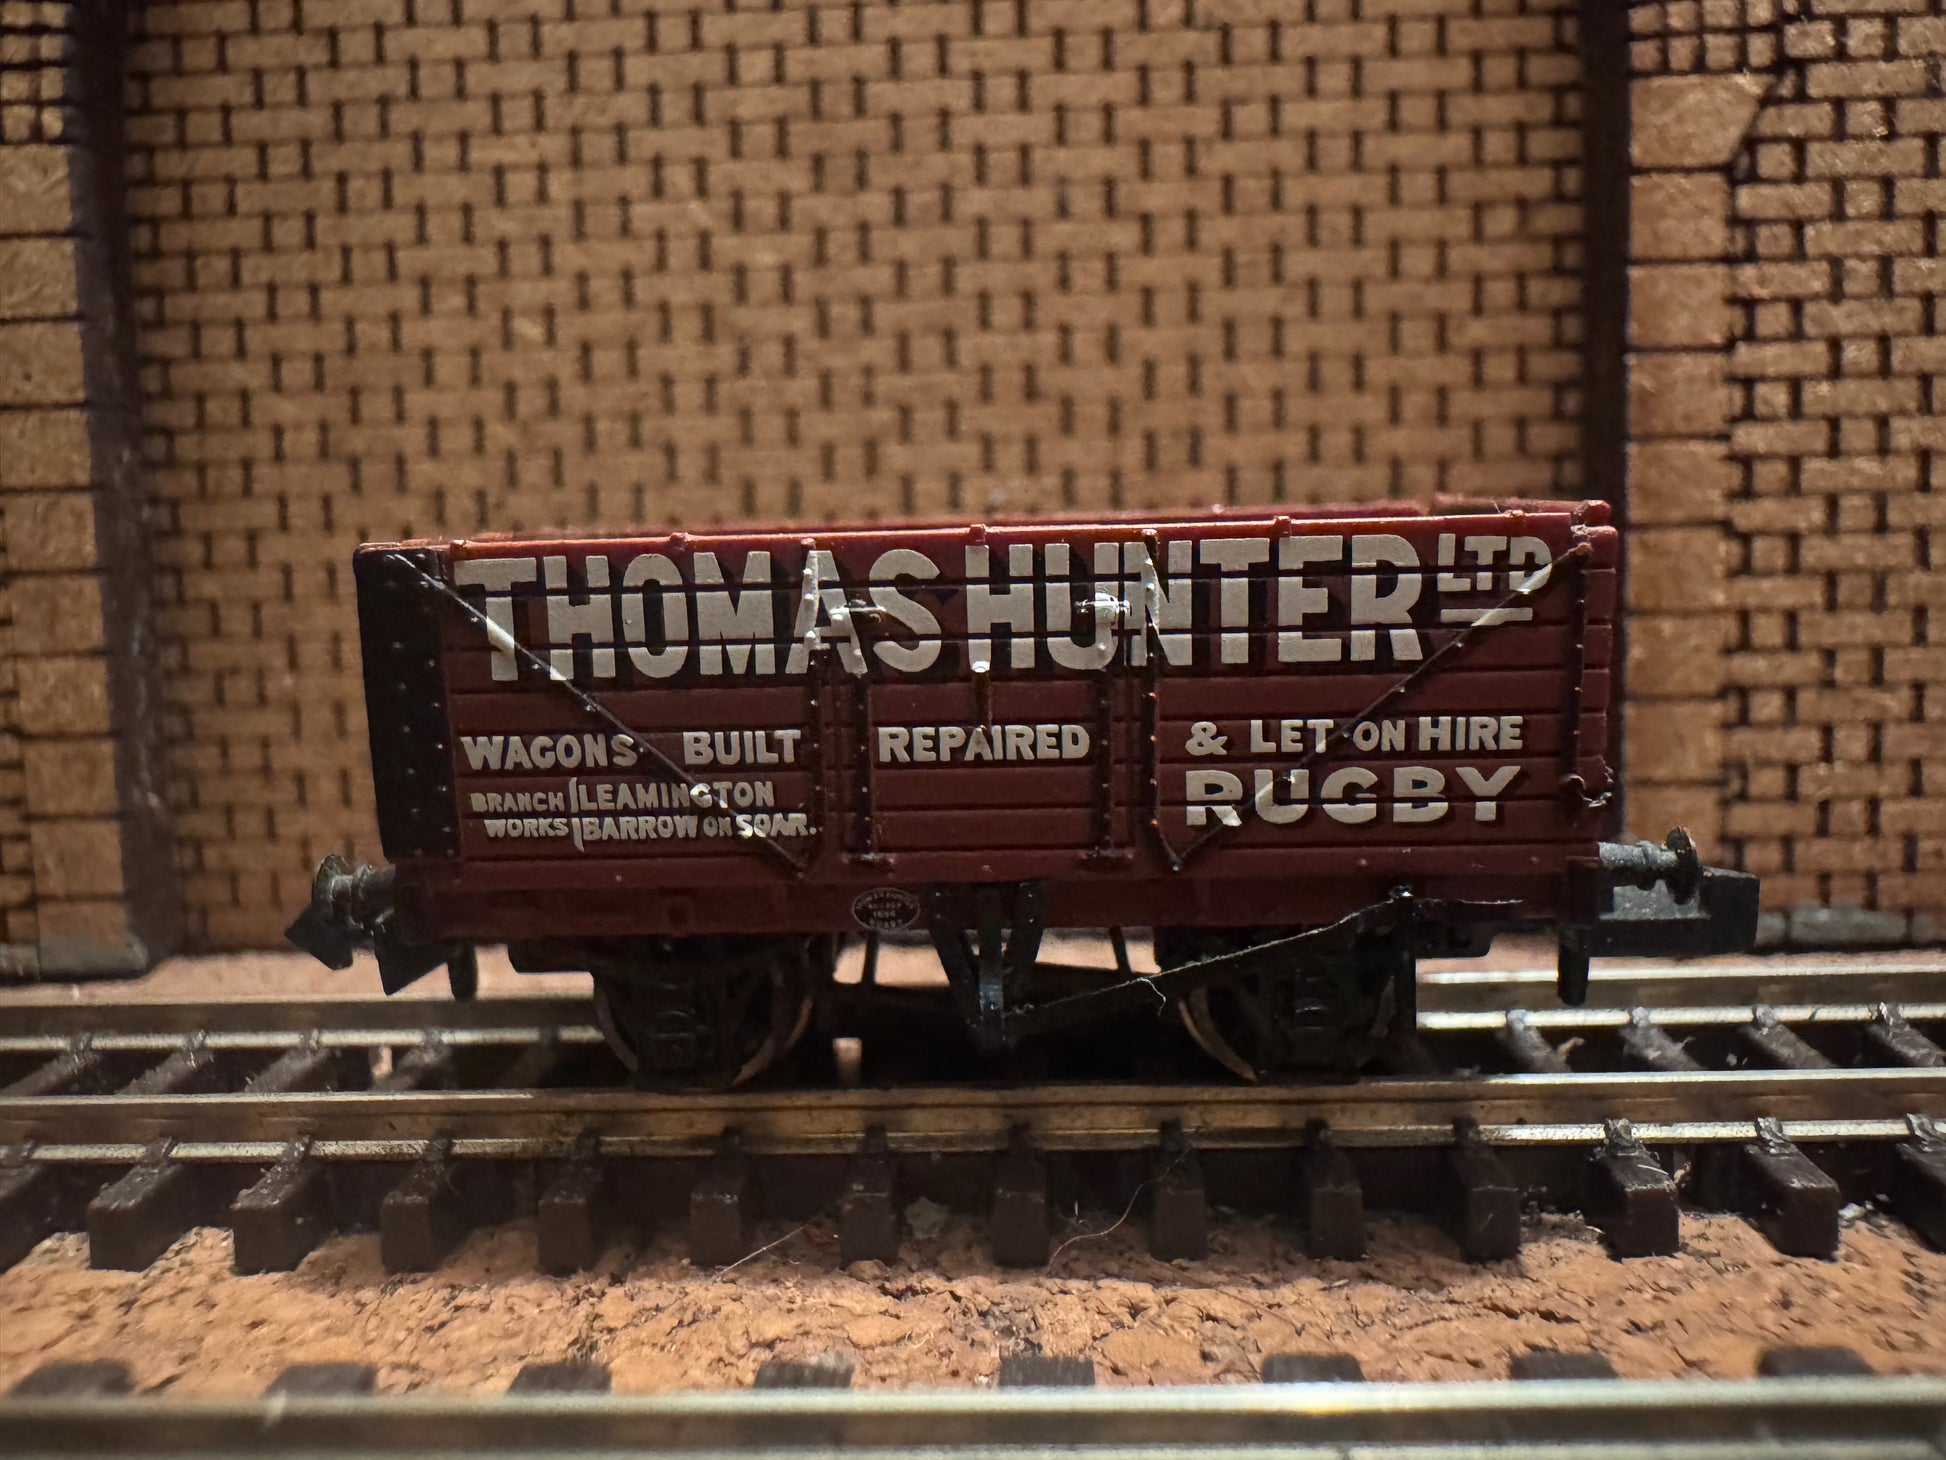 THOMAS HUNTER LTD
WAGONS BUILT REPAIRED & LET ON HIRE
BRANCH WORKS LEAMINGTON
BARROW ON SOAR.
RUGBY